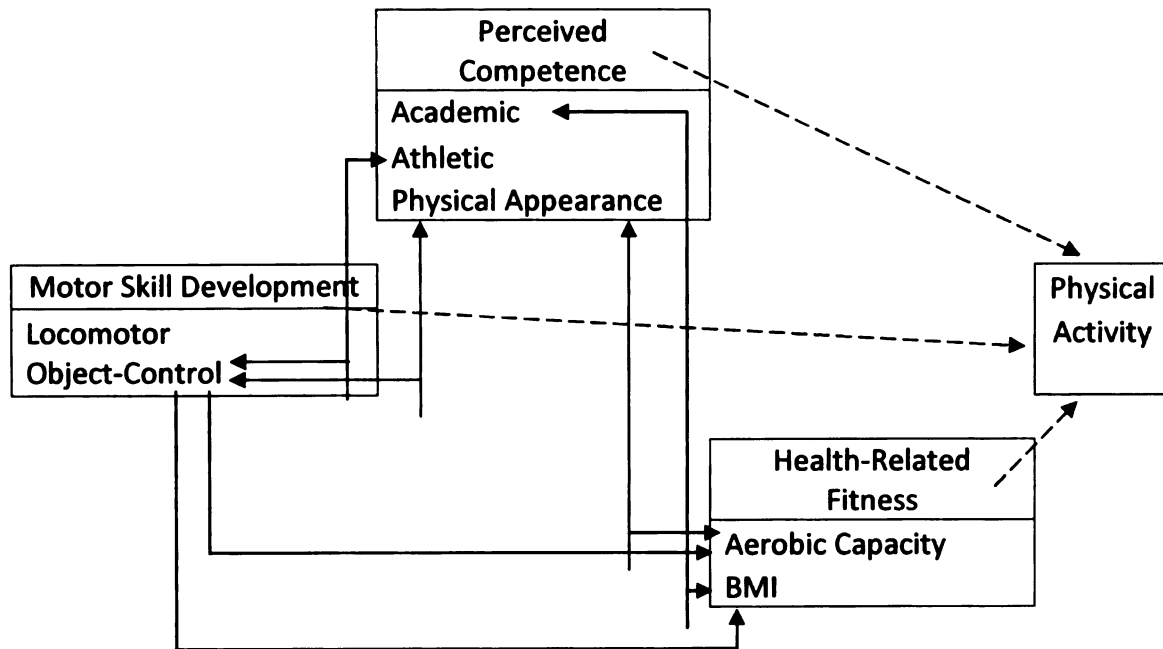 Perceived
Competence
Academic
Athletic
Physical Appearance
Motor Skill Development
Locomotor
Object-Control
Physical
Activity
Health-Related
Fitness
Aerobic Capacity
BMI